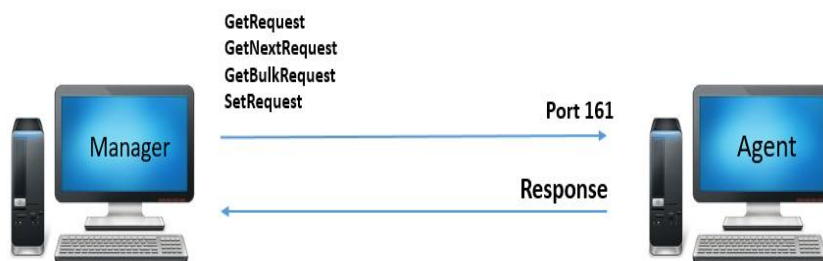 GetRequest
GetNextRequest
GetBulkRequest
SetRequest
Port 161
Manager
Agent
Response